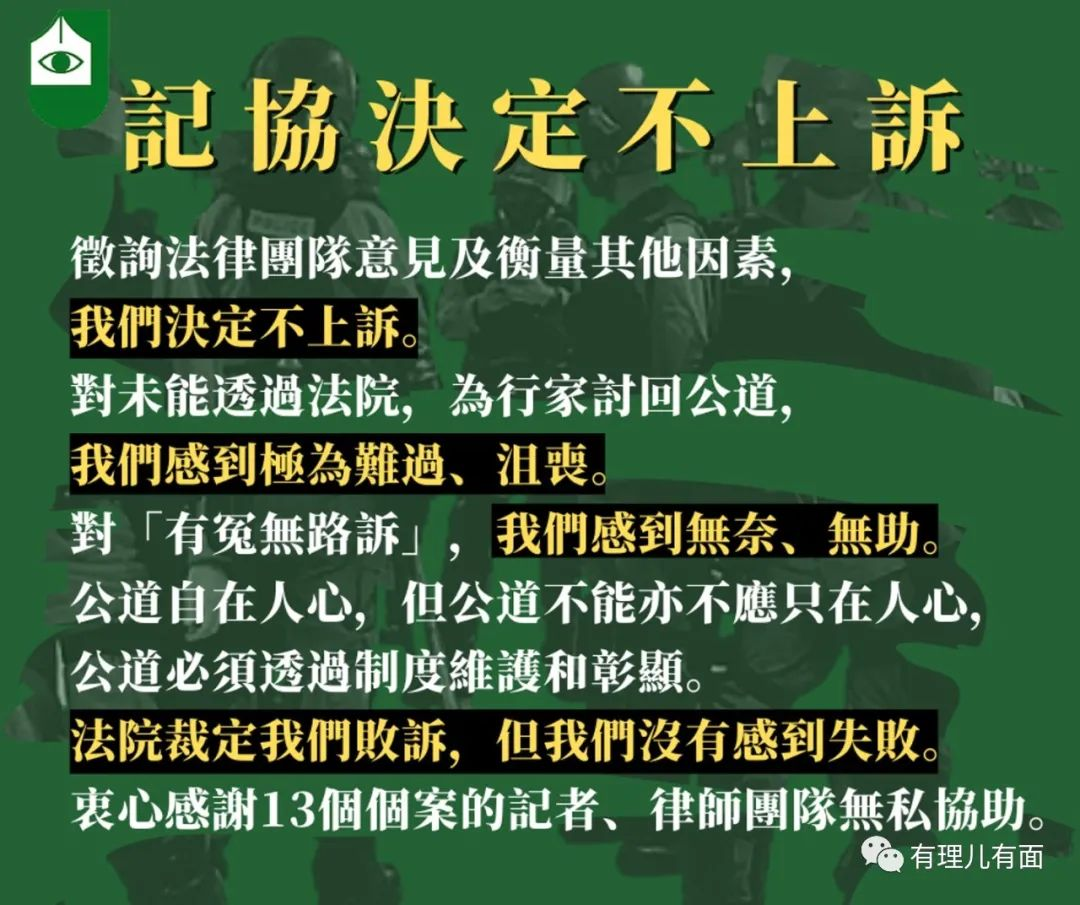 記協決定不上訴
徵詢法律團隊意見及衡量其他因素，
我們決定不上訴。
對未能透過法院，為行家討回公道，
我們感到極為難過、沮喪。
對「有冤無路訴」，我們感到無奈、無助。
公道自在人心，但公道不能亦不應只在人心，
公道必須透過制度維護和彰顯。
法院裁定我們敗訴，但我們沒有感到失敗。
衷心感謝13個個案的記者、律師團隊無私協助。
有理儿有面